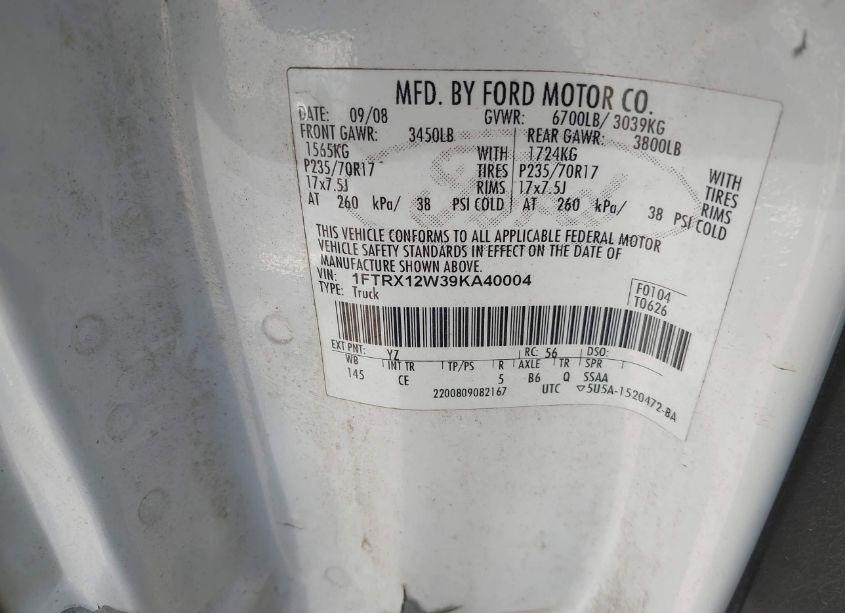 MFD. BY FORD MOTOR CO.
DATE: 09/08 GVWR: 6700LB/ 3039KG
FRONT GAWR: 3450LB REAR GAWR: 3800LB
1565KG WITH 1724KG WITH
P235/70R17 TIRES P235/70R17 TIRES
17x7.5J RIMS 17x7.5J RIMS
AT 260 kPa/ 38 PSI COLD AT 260 kPa/ 38 PSI COLD
THIS VEHICLE CONFORMS TO ALL APPLICABLE FEDERAL MOTOR
VEHICLE SAFETY STANDARDS IN EFFECT ON THE DATE OF
MANUFACTURE SHOWN ABOVE.
VIN: 1FTRX12W39KA40004 F0104
TYPE: Truck T0626
EXT PNT: YZ RC: 56 DSO:
WB INT TR TP/PS R AXLE TR SPR
145 CE 5 B6 Q SSAA
2200809082167 UTC ▽5U5A-1520472-BA